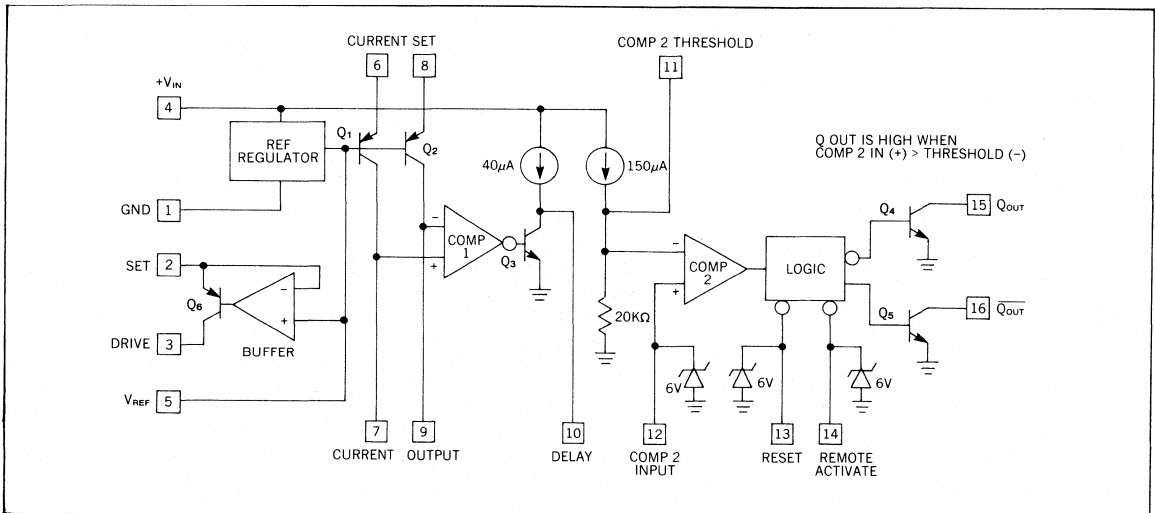 CURRENT SET
6
8
COMP 2 THRESHOLD
11
+VIN
4
REF
REGULATOR
Q1
Q2
40µA
150µA
Q OUT IS HIGH WHEN
COMP 2 IN (+) > THRESHOLD (-)
GND
1
SET
2
Q6
-
+
BUFFER
DRIVE
3
VREF
5
-
+
COMP
1
Q3
-
+
COMP
2
20KΩ
LOGIC
Q4
15
QOUT
Q5
16
QOUT
6V
6V
6V
7
9
10
12
13
14
CURRENT OUTPUT
DELAY
COMP 2
INPUT
RESET
REMOTE
ACTIVATE